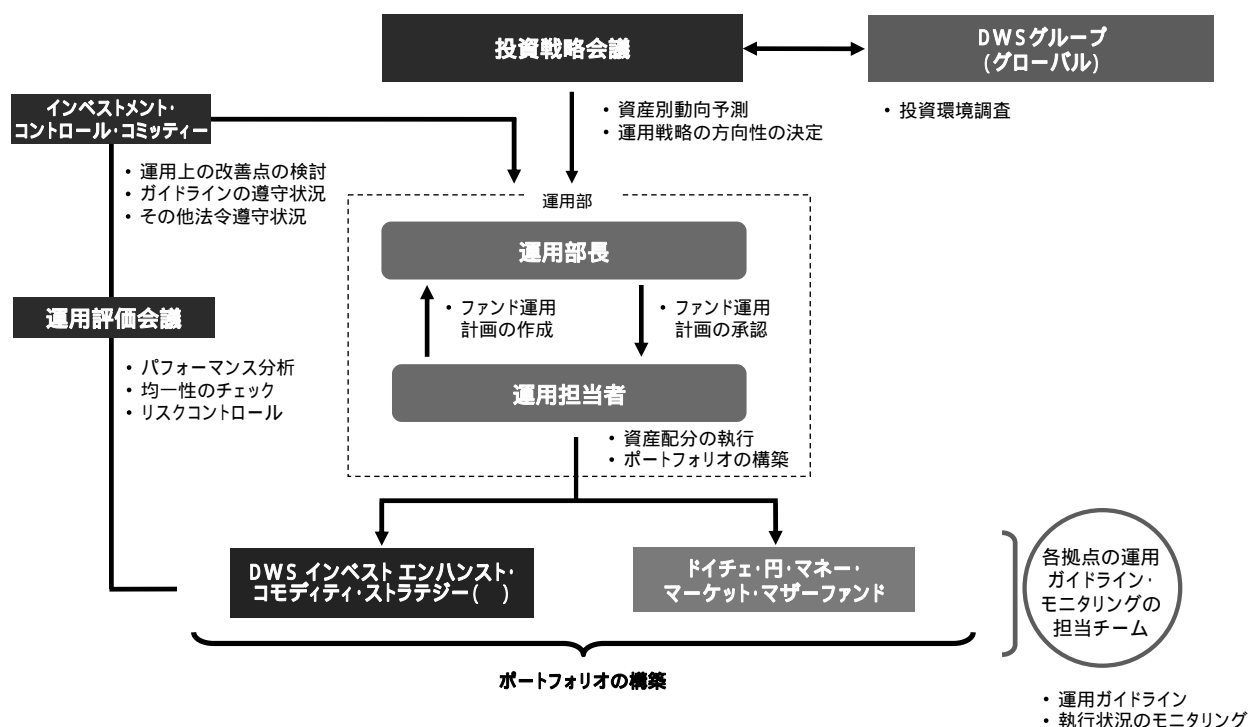 投資戦略会議
DWSグループ
(グローバル)
・資産別動向予測
・運用戦略の方向性の決定
・投資環境調査
インベストメント・
コントロール・コミッティー
・運用上の改善点の検討
・ガイドラインの遵守状況
・その他法令遵守状況
運用部
運用部長
・ファンド運用
計画の作成
・ファンド運用
計画の承認
運用評価会議
・パフォーマンス分析
・均一性のチェック
・リスクコントロール
運用担当者
・資産配分の執行
・ポートフォリオの構築
DWS インベスト エンハンスト・
コモディティ・ストラテジー( )
ドイチェ・円・マネー・
マーケット・マザーファンド
各拠点の運用
ガイドライン・
モニタリングの
担当チーム
ポートフォリオの構築
・運用ガイドライン
・執行状況のモニタリング